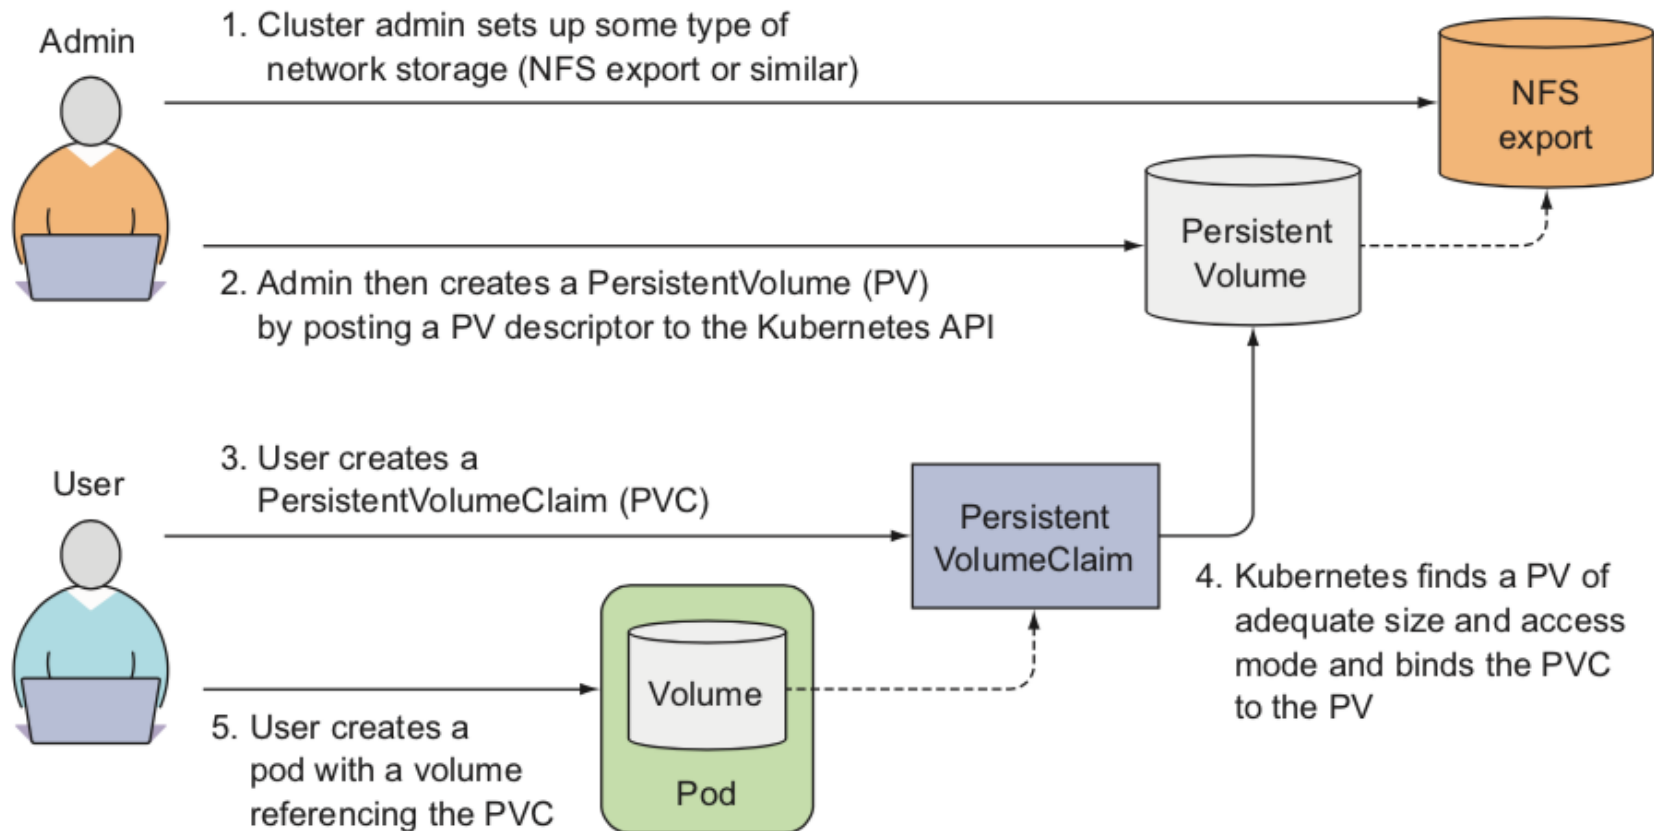 Admin
1. Cluster admin sets up some type of
network storage (NFS export or similar)
NFS
export
Persistent
Volume
2. Admin then creates a PersistentVolume (PV)
by posting a PV descriptor to the Kubernetes API
User
3. User creates a
PersistentVolumeClaim (PVC)
Persistent
VolumeClaim
4. Kubernetes finds a PV of
adequate size and access
mode and binds the PVC
to the PV
Volume
Pod
5. User creates a
pod with a volume
referencing the PVC